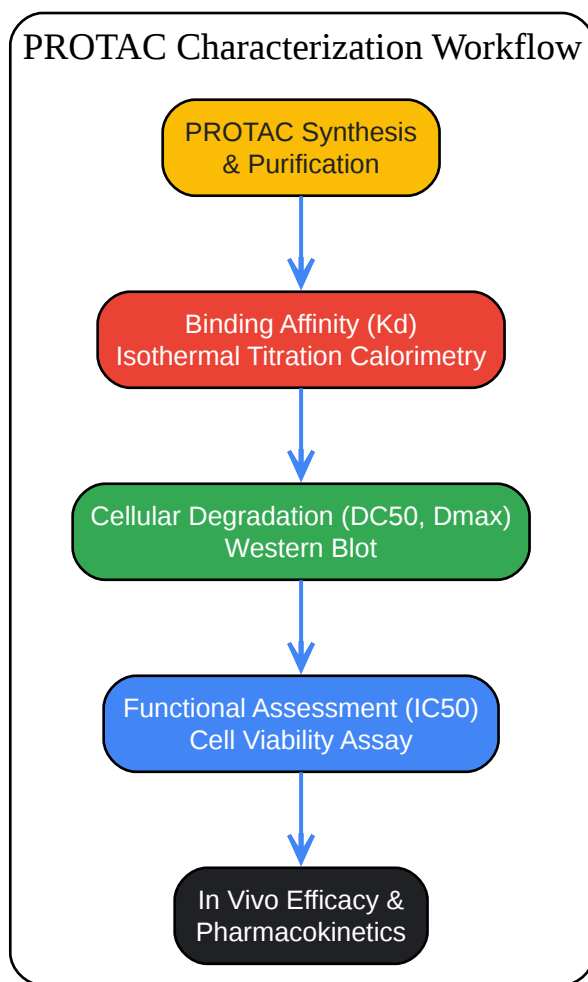 PROTAC Characterization Workflow
PROTAC Synthesis
& Purification
Binding Affinity (Kd)
Isothermal Titration Calorimetry
Cellular Degradation (DC50, Dmax)
Western Blot
Functional Assessment (IC50)
Cell Viability Assay
In Vivo Efficacy &
Pharmacokinetics